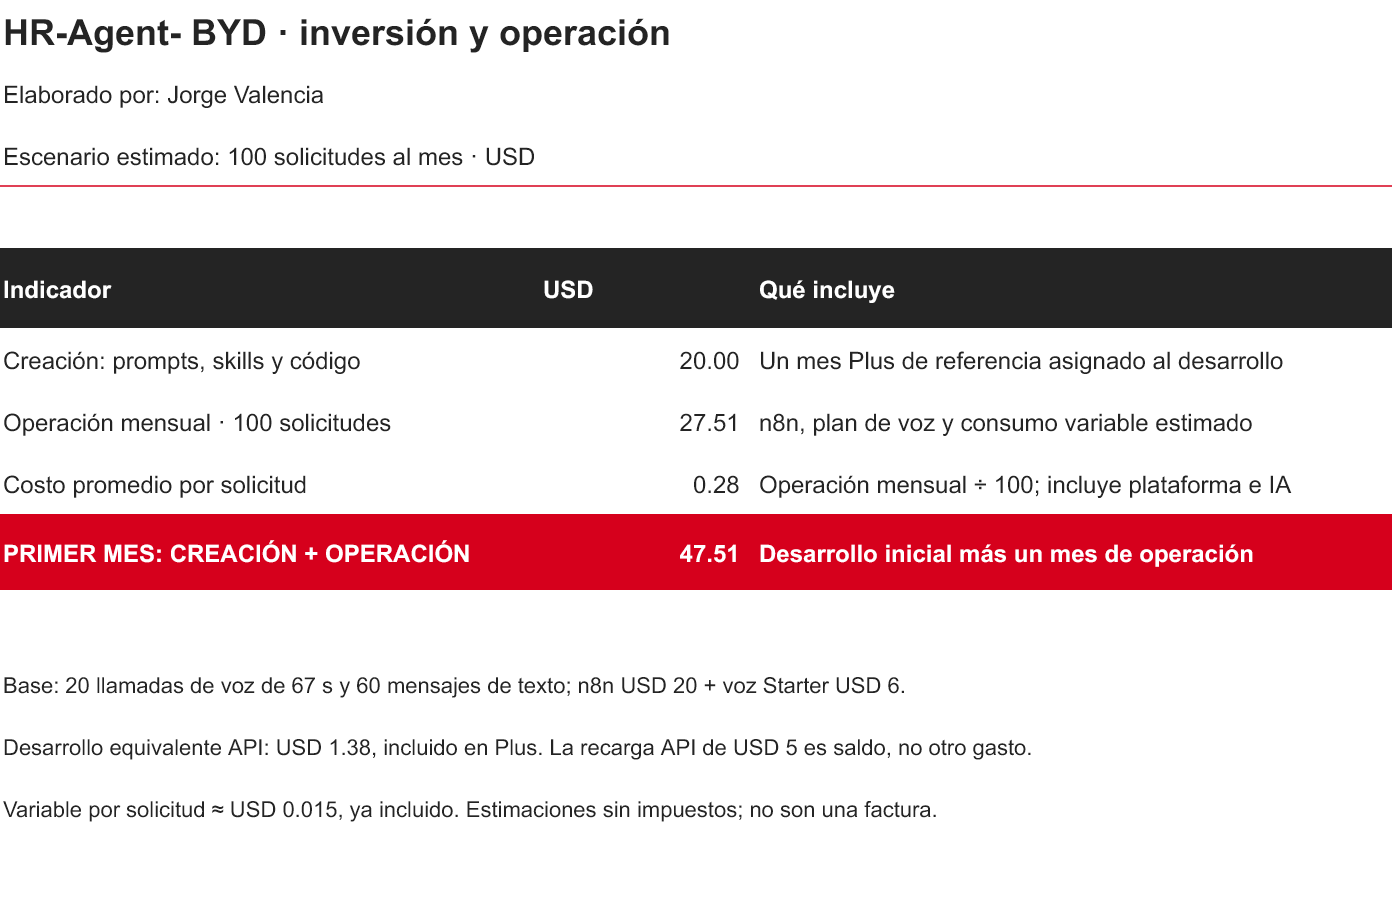 HR-Agent- BYD · inversión y operación
Elaborado por: Jorge Valencia
Escenario estimado: 100 solicitudes al mes · USD
Indicador USD Qué incluye
Creación: prompts, skills y código 20.00 Un mes Plus de referencia asignado al desarrollo
Operación mensual · 100 solicitudes 27.51 n8n, plan de voz y consumo variable estimado
Costo promedio por solicitud 0.28 Operación mensual ÷ 100; incluye plataforma e IA
PRIMER MES: CREACIÓN + OPERACIÓN 47.51 Desarrollo inicial más un mes de operación
Base: 20 llamadas de voz de 67 s y 60 mensajes de texto; n8n USD 20 + voz Starter USD 6.
Desarrollo equivalente API: USD 1.38, incluido en Plus. La recarga API de USD 5 es saldo, no otro gasto.
Variable por solicitud ≈ USD 0.015, ya incluido. Estimaciones sin impuestos; no son una factura.